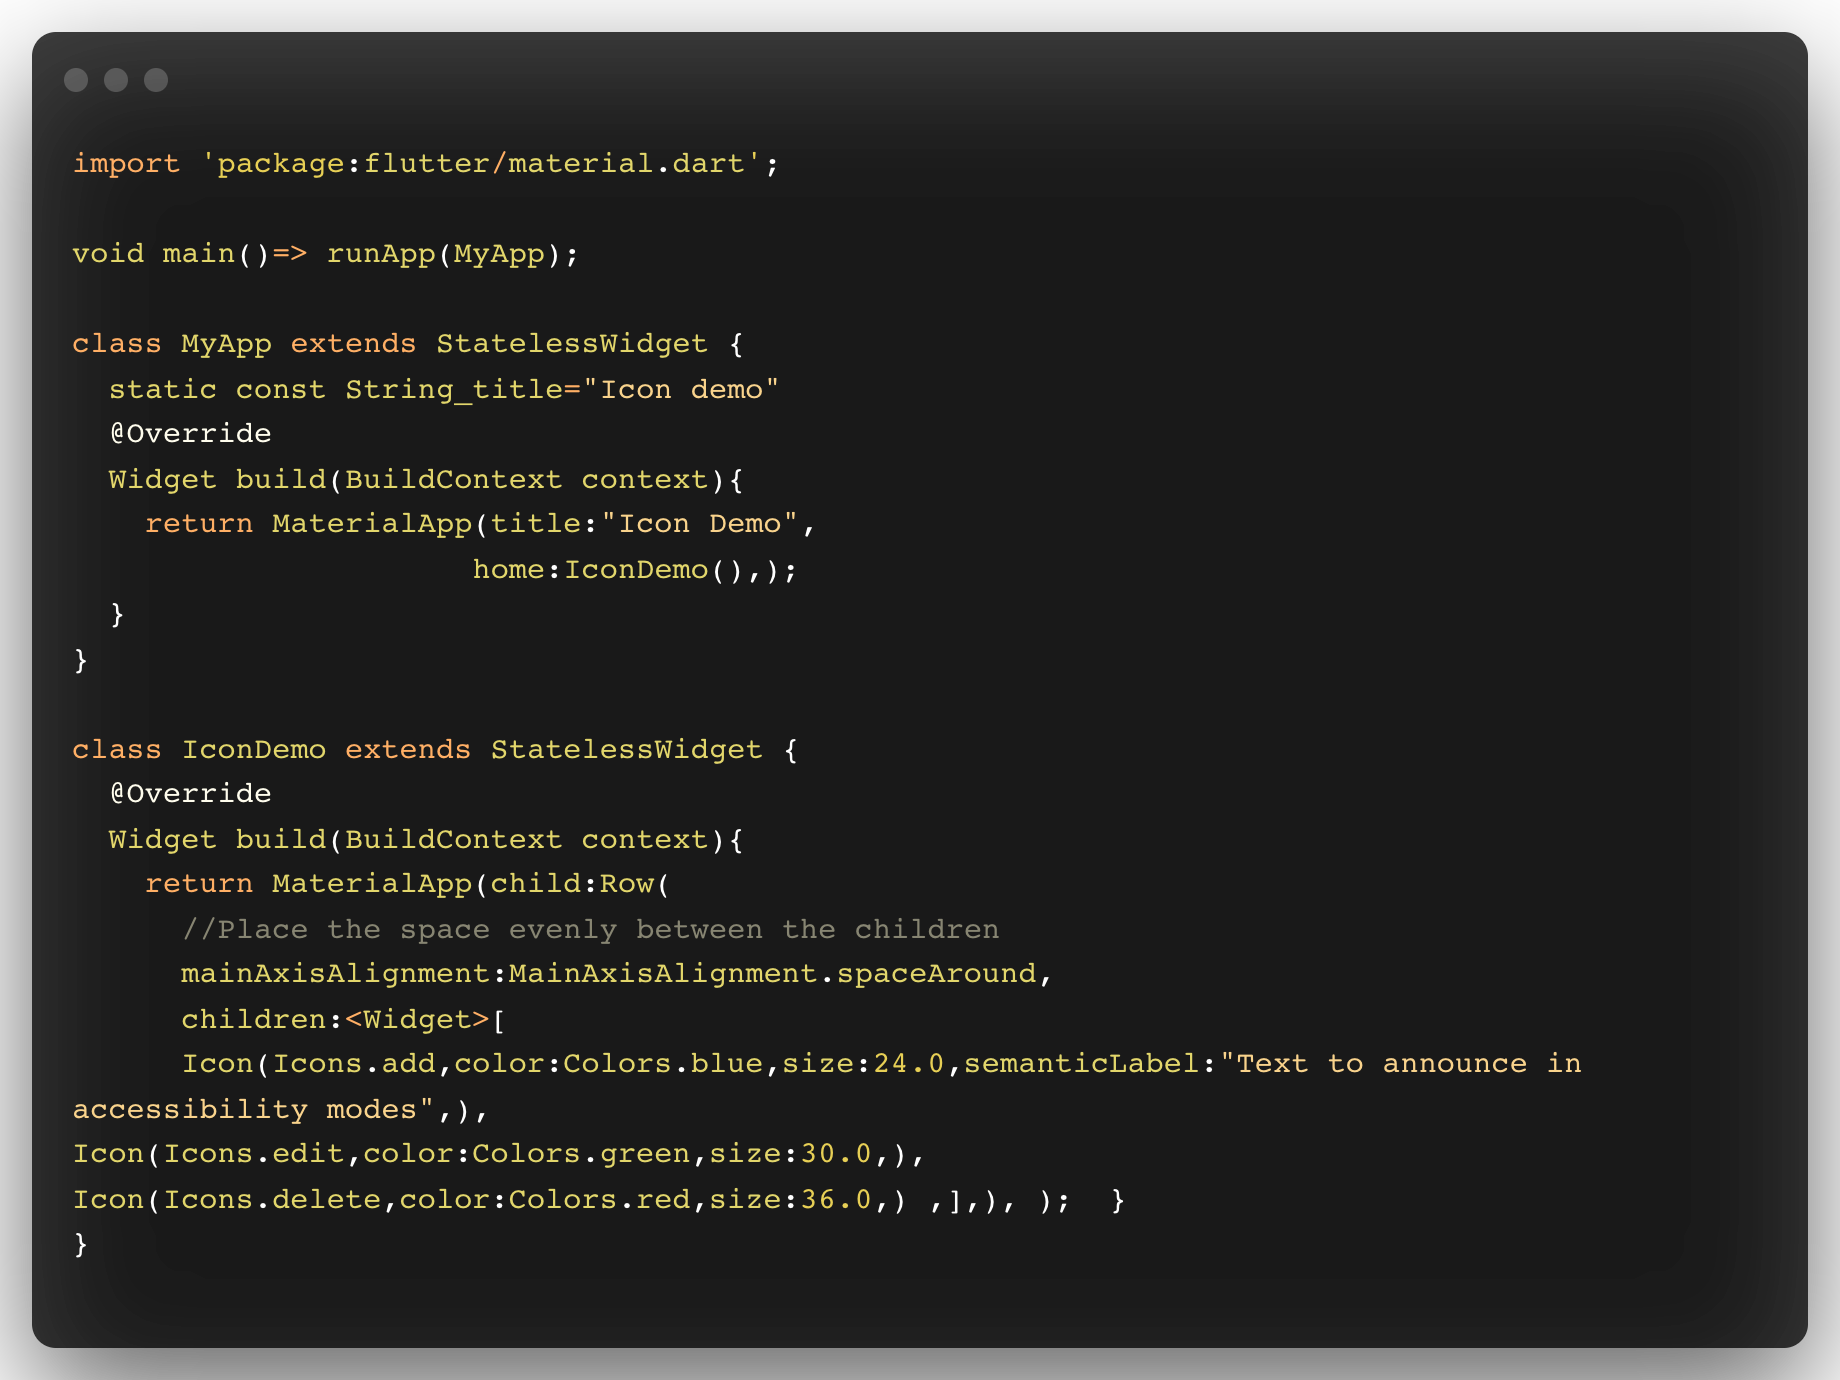 import 'package:flutter/material.dart';
void main()=> runApp(MyApp);
class MyApp extends StatelessWidget {
  static const String_title="Icon demo"
  @Override
  Widget build(BuildContext context){
    return MaterialApp(title:"Icon Demo",
                      home:IconDemo(),);
  }
}
class IconDemo extends StatelessWidget {
  @Override
  Widget build(BuildContext context){
    return MaterialApp(child:Row(
      //Place the space evenly between the children
      mainAxisAlignment:MainAxisAlignment.spaceAround,
      children:<Widget>[
      Icon(Icons.add,color:Colors.blue,size:24.0,semanticLabel:"Text to announce in
accessibility modes",),
Icon(Icons.edit,color:Colors.green,size:30.0,),
Icon(Icons.delete,color:Colors.red,size:36.0,) ,],), );  }
}